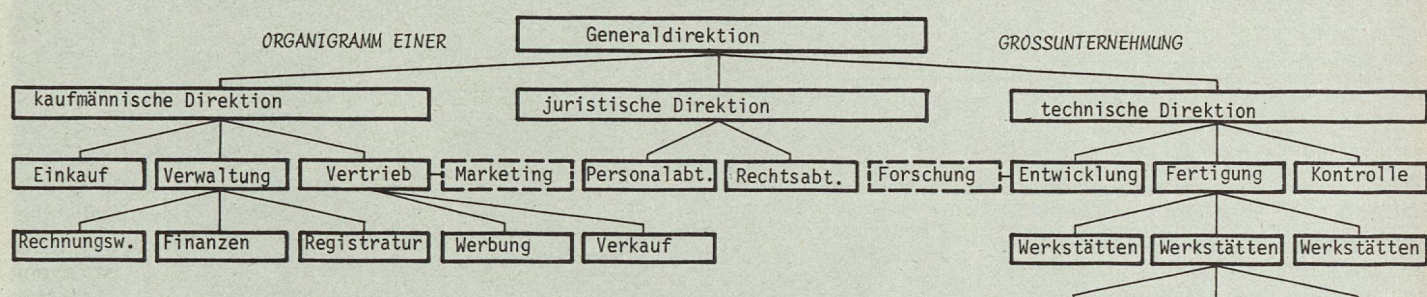 ORGANIGRAMM EINER GROSSUNTERNEHMUNG
Generaldirektion
kaufmännische Direktion
juristische Direktion
technische Direktion
Einkauf
Verwaltung
Vertrieb
Marketing
Personalabt.
Rechtsabt.
Forschung
Entwicklung
Fertigung
Kontrolle
Rechnungsw.
Finanzen
Registratur
Werbung
Verkauf
Werkstätten
Werkstätten
Werkstätten